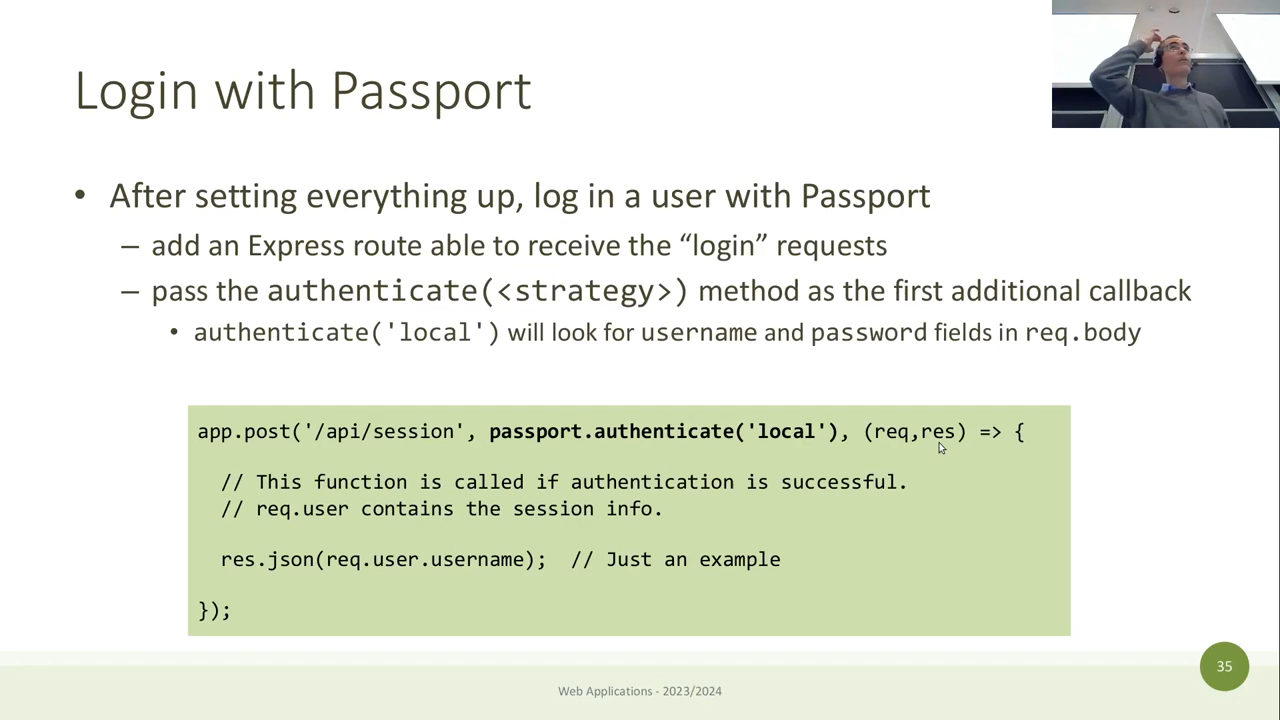 Login with Passport
• After setting everything up, log in a user with Passport
– add an Express route able to receive the “login” requests
– pass the authenticate(<strategy>) method as the first additional callback
• authenticate('local') will look for username and password fields in req.body
app.post('/api/session', passport.authenticate('local'), (req,res) => {
// This function is called if authentication is successful.
// req.user contains the session info.
res.json(req.user.username); // Just an example
});
35
Web Applications - 2023/2024